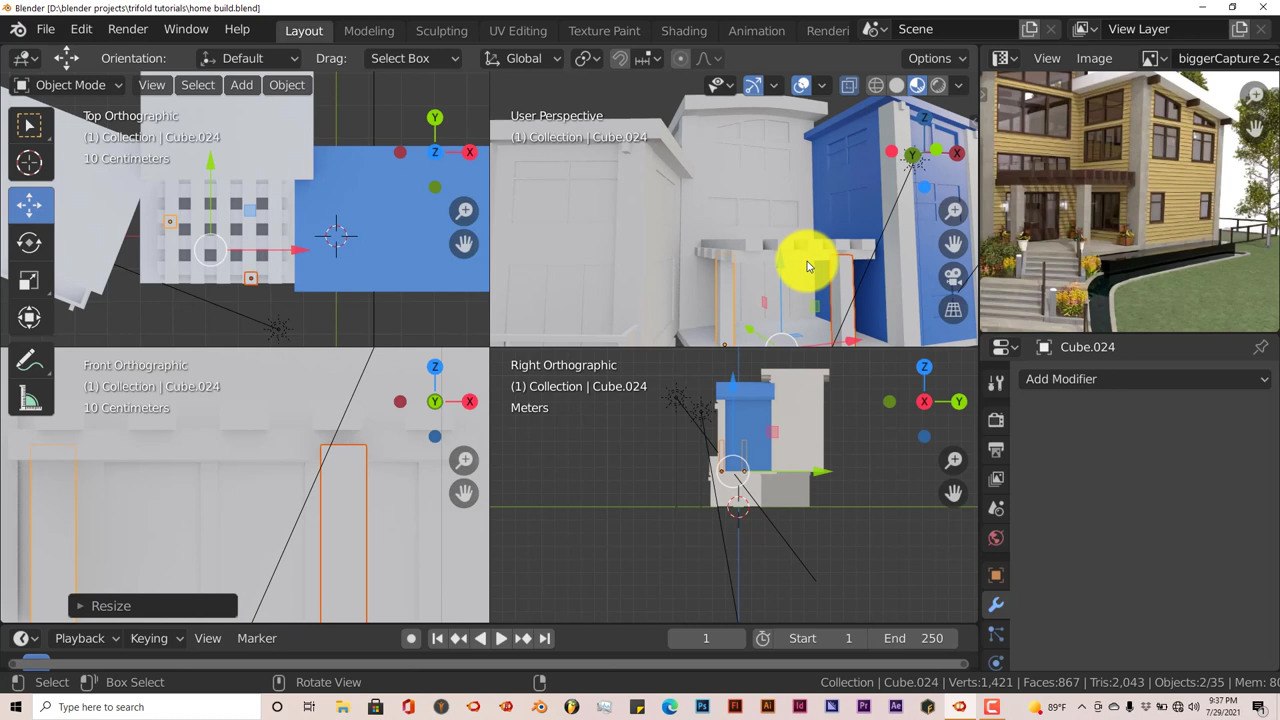 Blender [D:\blender projects\trifold tutorials\home build.blend]
File Edit Render Window Help Layout Modeling Sculpting UV Editing Texture Paint Shading Animation Renderi Scene View Layer
Orientation: Default Drag: Select Box Global Options View Image biggerCapture 2-g
Object Mode View Select Add Object
Top Orthographic
(1) Collection | Cube.024
10 Centimeters
Y
Z
X
User Perspective
(1) Collection | Cube.024
Z
Y
X
Front Orthographic
(1) Collection | Cube.024
10 Centimeters
Z
Y
X
Resize
Right Orthographic
(1) Collection | Cube.024
Meters
Z
X
Y
Cube.024
Add Modifier
Playback Keying View Marker 1 Start 1 End 250
Select Box Select Rotate View Collection | Cube.024 Verts:1,421 Faces:867 Tris:2,043 Objects:2/35 Mem: 80
Type here to search 89°F 9:37 PM
7/29/2021